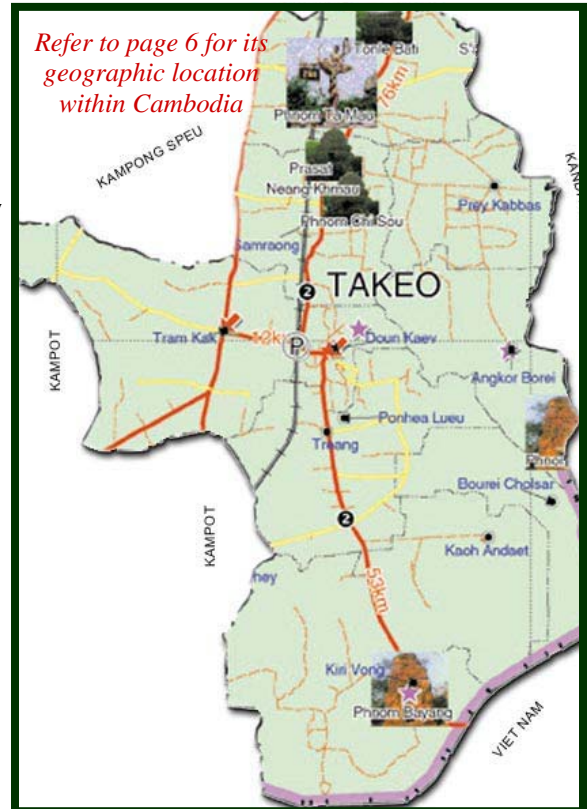 Refer to page 6 for its
geographic location
within Cambodia
Tonle Bati
76km
Phnom Ta Mau
KAMPONG SPEU
Prasat
Neang Khmau
Phnom Chi Sou
Prey Kabbas
Samraong
2
TAKEO
Tram Kak
12km
P
Doun Kaev
Angkor Borei
KAMPOT
Ponhea Lueu
Treang
Bourei Cholsar
2
Kaoh Andaet
KAMPOT
53km
Kiri Vong
Phnom Bayang
VIET NAM